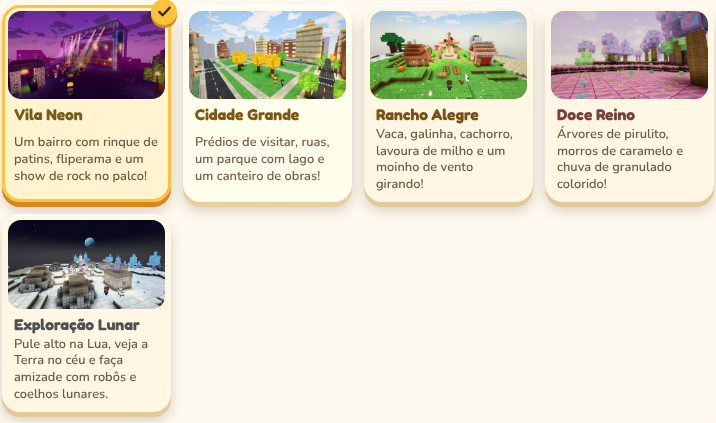 Vila Neon
Um bairro com rinque de
patins, fliperama e um
show de rock no palco!
Cidade Grande
Prédios de visitar, ruas,
um parque com lago e
um canteiro de obras!
Rancho Alegre
Vaca, galinha, cachorro,
lavoura de milho e um
moinho de vento
girando!
Doce Reino
Árvores de pirulito,
morros de caramelo e
chuva de granulado
colorido!
Exploração Lunar
Pule alto na Lua, veja a
Terra no céu e faça
amizade com robôs e
coelhos lunares.